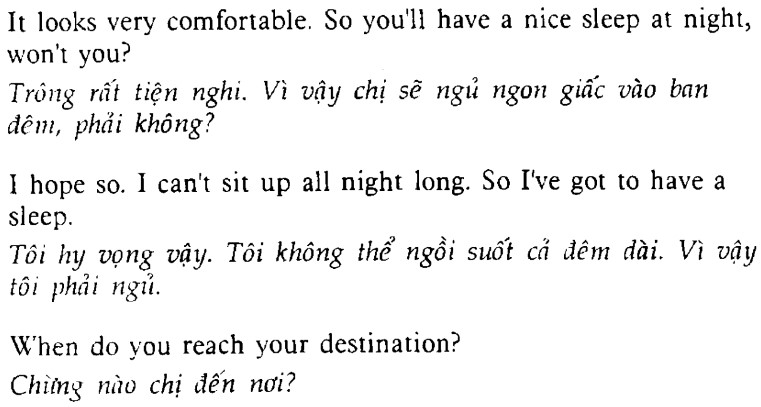 It looks very comfortable. So you'll have a nice sleep at night,
won't you?
Trông rất tiện nghi. Vì vậy chị sẽ ngủ ngon giấc vào ban
đêm, phải không?
I hope so. I can't sit up all night long. So I've got to have a
sleep.
Tôi hy vọng vậy. Tôi không thể ngồi suốt cả đêm dài. Vì vậy
tôi phải ngủ.
When do you reach your destination?
Chừng nào chị đến nơi?